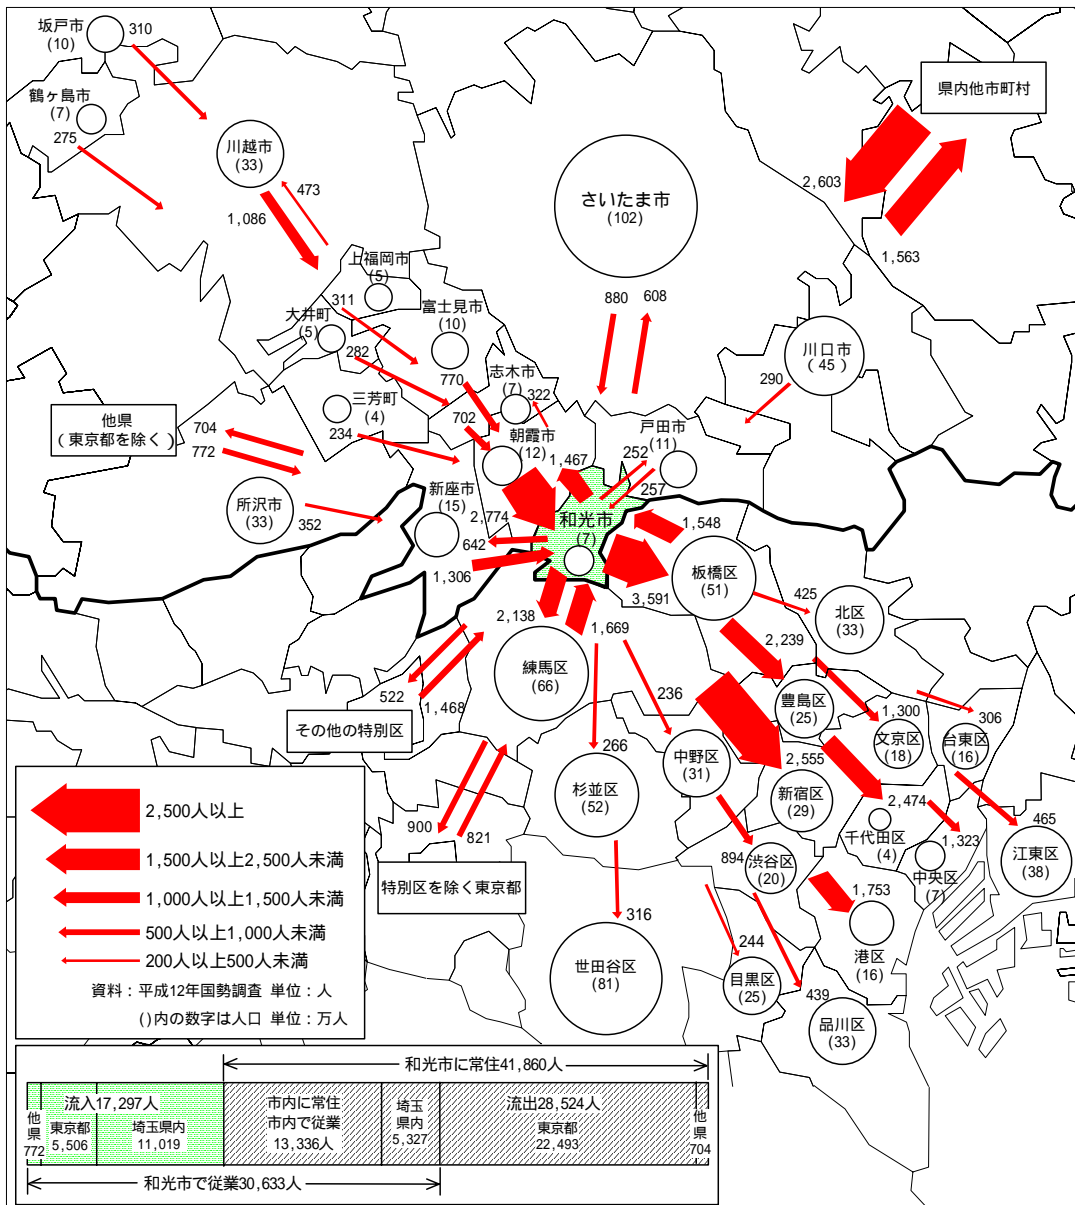 坂戸市
(10)
310
鶴ヶ島市
(7)
275
川越市
(33)
473
1,086
さいたま市
(102)
県内他市町村
2,603
1,563
上福岡市
(5)
311
大井町
(5)
282
富士見市
(10)
770
880
608
川口市
(45)
290
志木市
(7)
322
三芳町
(4)
234
702
他県
(東京都を除く)
704
772
朝霞市
(12)
1,467
戸田市
(11)
252
257
所沢市
(33)
352
新座市
(15)
2,774
642
1,306
和光市
(7)
1,548
3,591
板橋区
(51)
425
北区
(33)
2,138
1,669
練馬区
(66)
522
1,468
その他の特別区
236
2,239
豊島区
(25)
1,300
文京区
(18)
306
台東区
(16)
266
杉並区
(52)
中野区
(31)
2,555
新宿区
(29)
2,474
千代田区
(4)
1,323
中央区
(7)
465
江東区
(38)
900
821
特別区を除く東京都
894
渋谷区
(20)
1,753
港区
(16)
316
世田谷区
(81)
244
目黒区
(25)
439
品川区
(33)
2,500人以上
1,500人以上2,500人未満
1,000人以上1,500人未満
500人以上1,000人未満
200人以上500人未満
資料：平成12年国勢調査 単位：人
()内の数字は人口 単位：万人
和光市に常住41,860人
流入17,297人
他県
772
東京都
5,506
埼玉県内
11,019
市内に常住
市内で従業
13,336人
埼玉
県内
5,327
流出28,524人
東京都
22,493
他県
704
和光市で従業30,633人